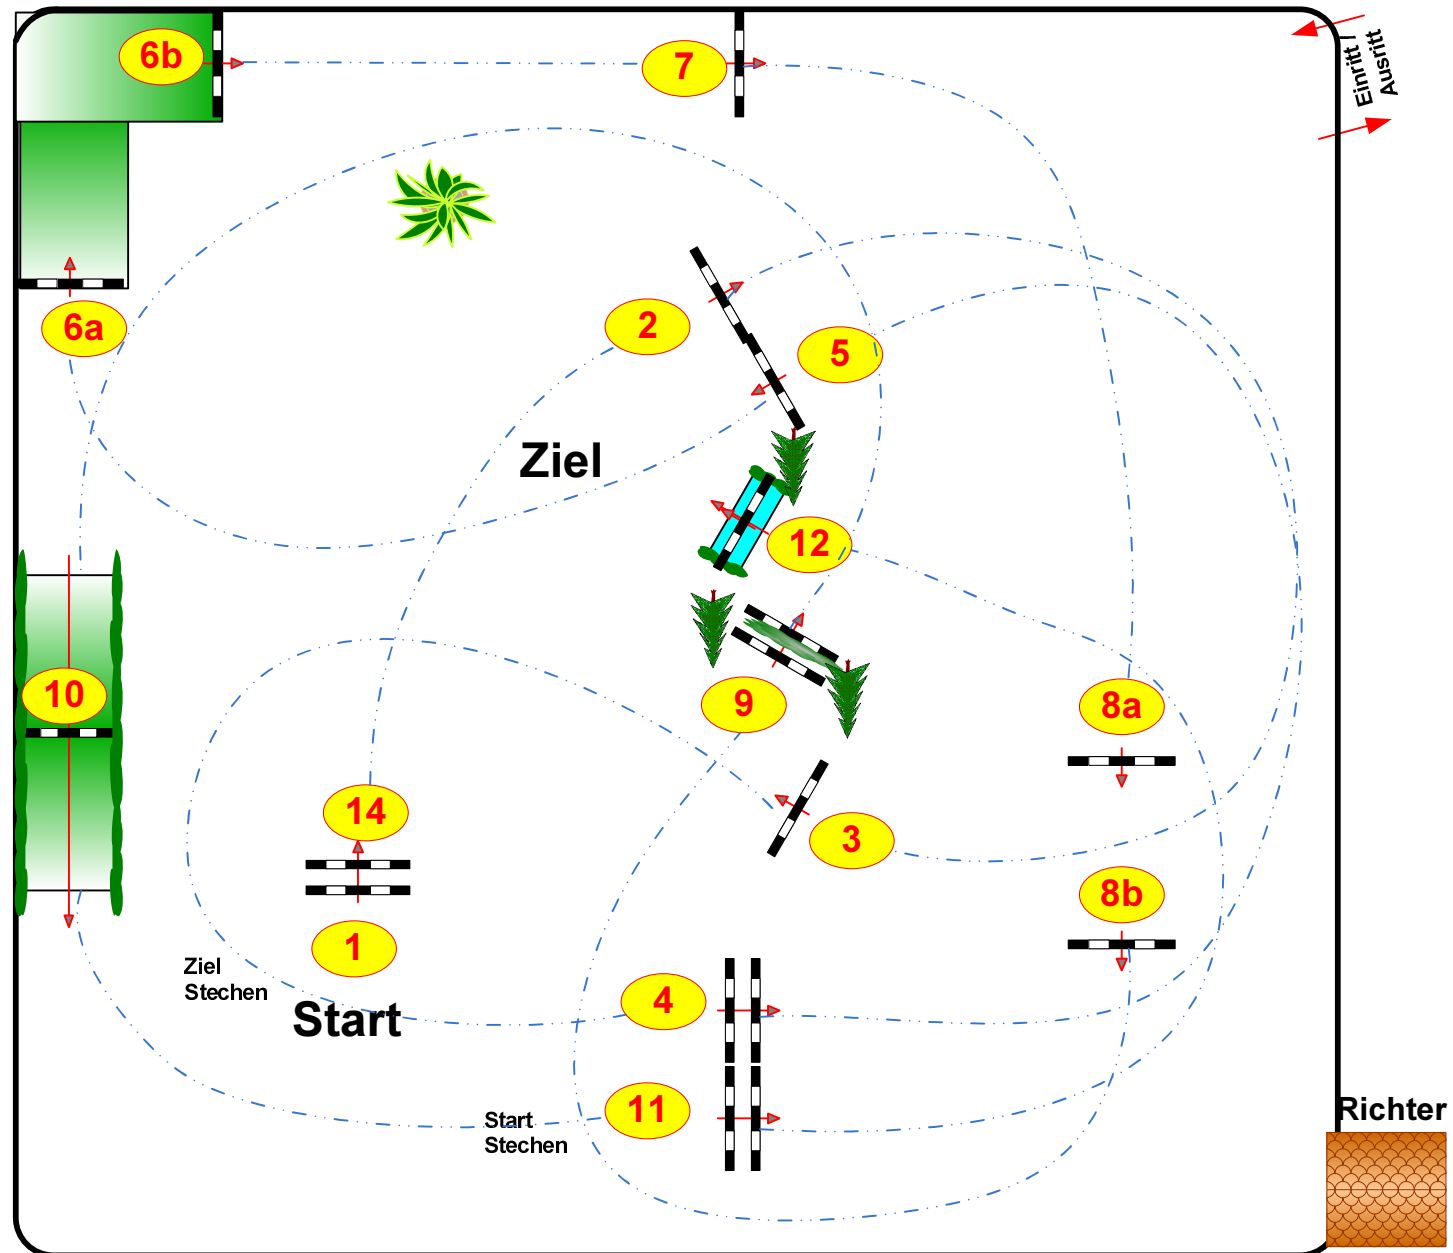 6b
7
Einritt /
Ausritt
6a
2
5
Ziel
12
10
9
8a
14
3
8b
1
Ziel
Stechen
Start
4
11
Start
Stechen
Richter